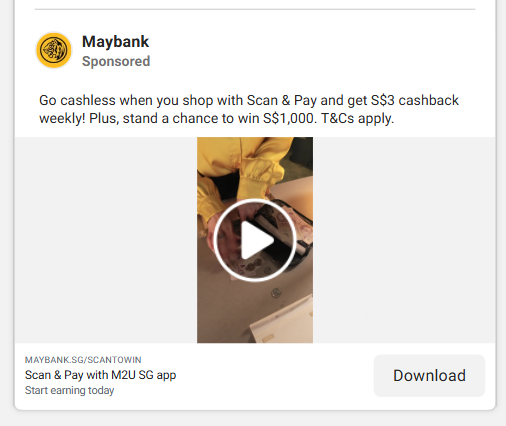 Maybank
Sponsored
Go cashless when you shop with Scan & Pay and get S$3 cashback
weekly! Plus, stand a chance to win S$1,000. T&Cs apply.
MAYBANK.SG/SCANTOWIN
Scan & Pay with M2U SG app
Start earning today
Download